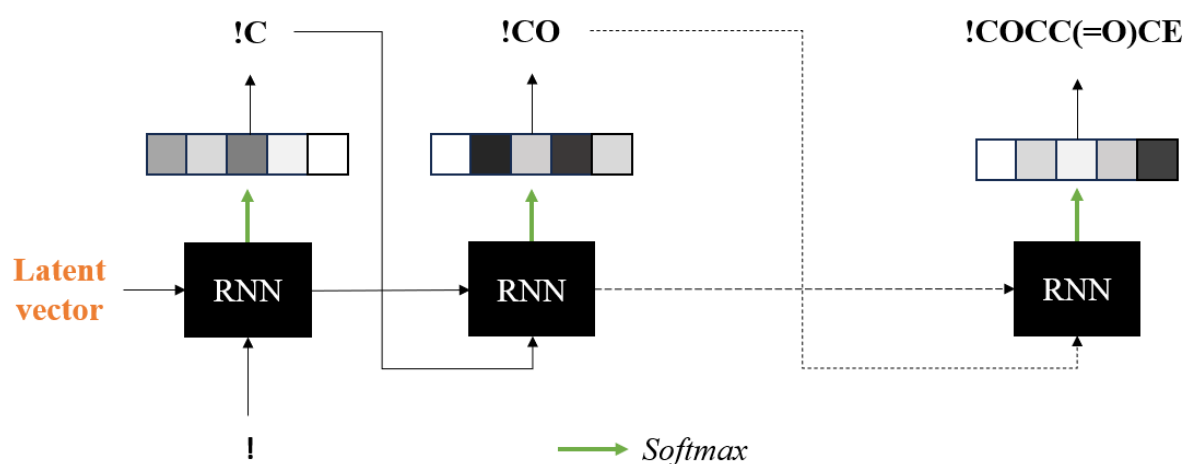 !C
!CO
!COCC(=O)CE
Latent
vector
RNN
RNN
RNN
!
Softmax